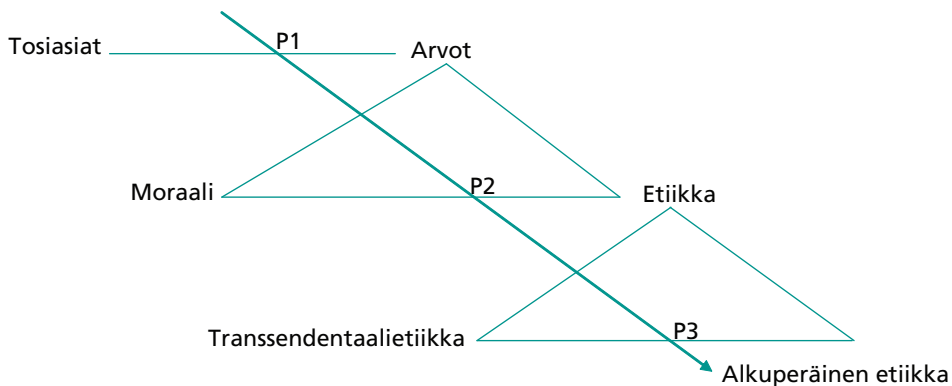 Tosiasiat
P1
Arvot
Moraali
P2
Etiikka
Transsendentaalietiikka
P3
Alkuperäinen etiikka